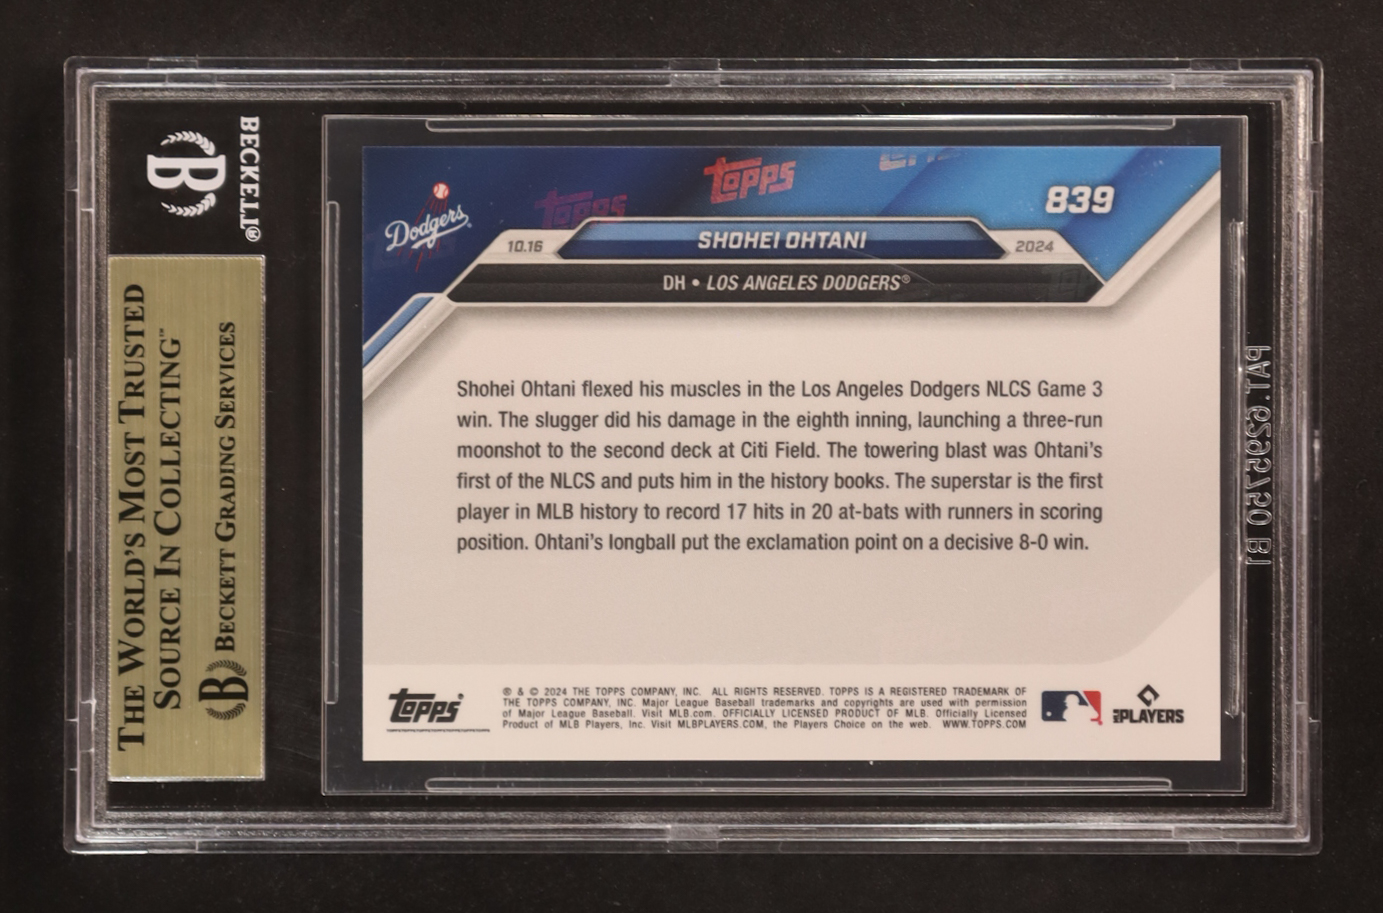 BECKETT®
B
THE WORLD'S MOST TRUSTED
SOURCE IN COLLECTING™
B BECKETT GRADING SERVICES
Topps
Topps
839
Dodgers
10.16
SHOHEI OHTANI
2024
DH • LOS ANGELES DODGERS®
Shohei Ohtani flexed his muscles in the Los Angeles Dodgers NLCS Game 3
win. The slugger did his damage in the eighth inning, launching a three-run
moonshot to the second deck at Citi Field. The towering blast was Ohtani's
first of the NLCS and puts him in the history books. The superstar is the first
player in MLB history to record 17 hits in 20 at-bats with runners in scoring
position. Ohtani's longball put the exclamation point on a decisive 8-0 win.
Topps®
® & © 2024 THE TOPPS COMPANY, INC. ALL RIGHTS RESERVED. TOPPS IS A REGISTERED TRADEMARK OF
THE TOPPS COMPANY, INC. Major League Baseball trademarks and copyrights are used with permission
of Major League Baseball. Visit MLB.com. OFFICIALLY LICENSED PRODUCT OF MLB. Officially Licensed
Product of MLB Players, Inc. Visit MLBPLAYERS.COM, the Players Choice on the web. WWW.TOPPS.COM
MLB PLAYERS
PAT. 6295750 B1